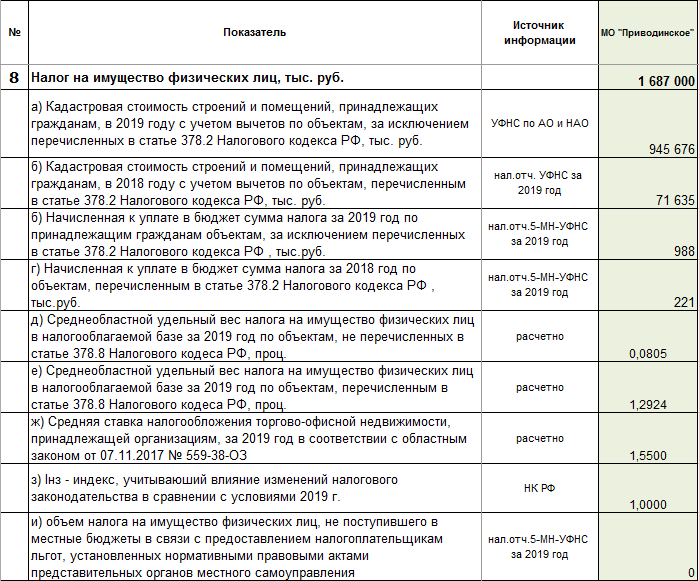 №
Показатель
Источник
информации
МО "Приводинское"
8
Налог на имущество физических лиц, тыс. руб.
1 687 000
а) Кадастровая стоимость строений и помещений, принадлежащих
гражданам, в 2019 году с учетом вычетов по объектам, за исключением
перечисленных в статье 378.2 Налогового кодекса РФ, тыс. руб.
УФНС по АО и НАО
945 676
б) Кадастровая стоимость строений и помещений, принадлежащих
гражданам, в 2018 году с учетом вычетов по объектам, перечисленным
в статье 378.2 Налогового кодекса РФ, тыс. руб.
нал.отч. УФНС за
2019 год
71 635
б) Начисленная к уплате в бюджет сумма налога за 2019 год по
принадлежащим гражданам объектам, за исключением перечисленных
в статье 378.2 Налогового кодекса РФ , тыс.руб.
нал.отч.5-МН-УФНС
за 2019 год
988
г) Начисленная к уплате в бюджет сумма налога за 2018 год по
объектам, перечисленным в статье 378.2 Налогового кодекса РФ ,
тыс.руб.
нал.отч.5-МН-УФНС
за 2019 год
221
д) Среднеобластной удельный вес налога на имущество физических лиц
в налогооблагаемой базе за 2019 год по объектам, не перечисленных в
статье 378.8 Налогового кодеса РФ, проц.
расчетно
0,0805
е) Среднеобластной удельный вес налога на имущество физических лиц
в налогооблагаемой базе за 2019 год по объектам, перечисленным в
статье 378.8 Налогового кодеса РФ, проц.
расчетно
1,2924
ж) Средняя ставка налогообложения торгово-офисной недвижимости,
принадлежащей организациям, за 2019 год в соответствии с областным
законом от 07.11.2017 № 559-38-ОЗ
расчетно
1,5500
з) Iнз - индекс, учитывающий влияние изменений налогового
законодательства в сравнении с условиями 2019 г.
НК РФ
1,0000
и) объем налога на имущество физических лиц, не поступившего в
местные бюджеты в связи с предоставлением налогоплательщикам
льгот, установленных нормативными правовыми актами
представительных органов местного самоуправления
нал.отч.5-МН-УФНС
за 2019 год
0